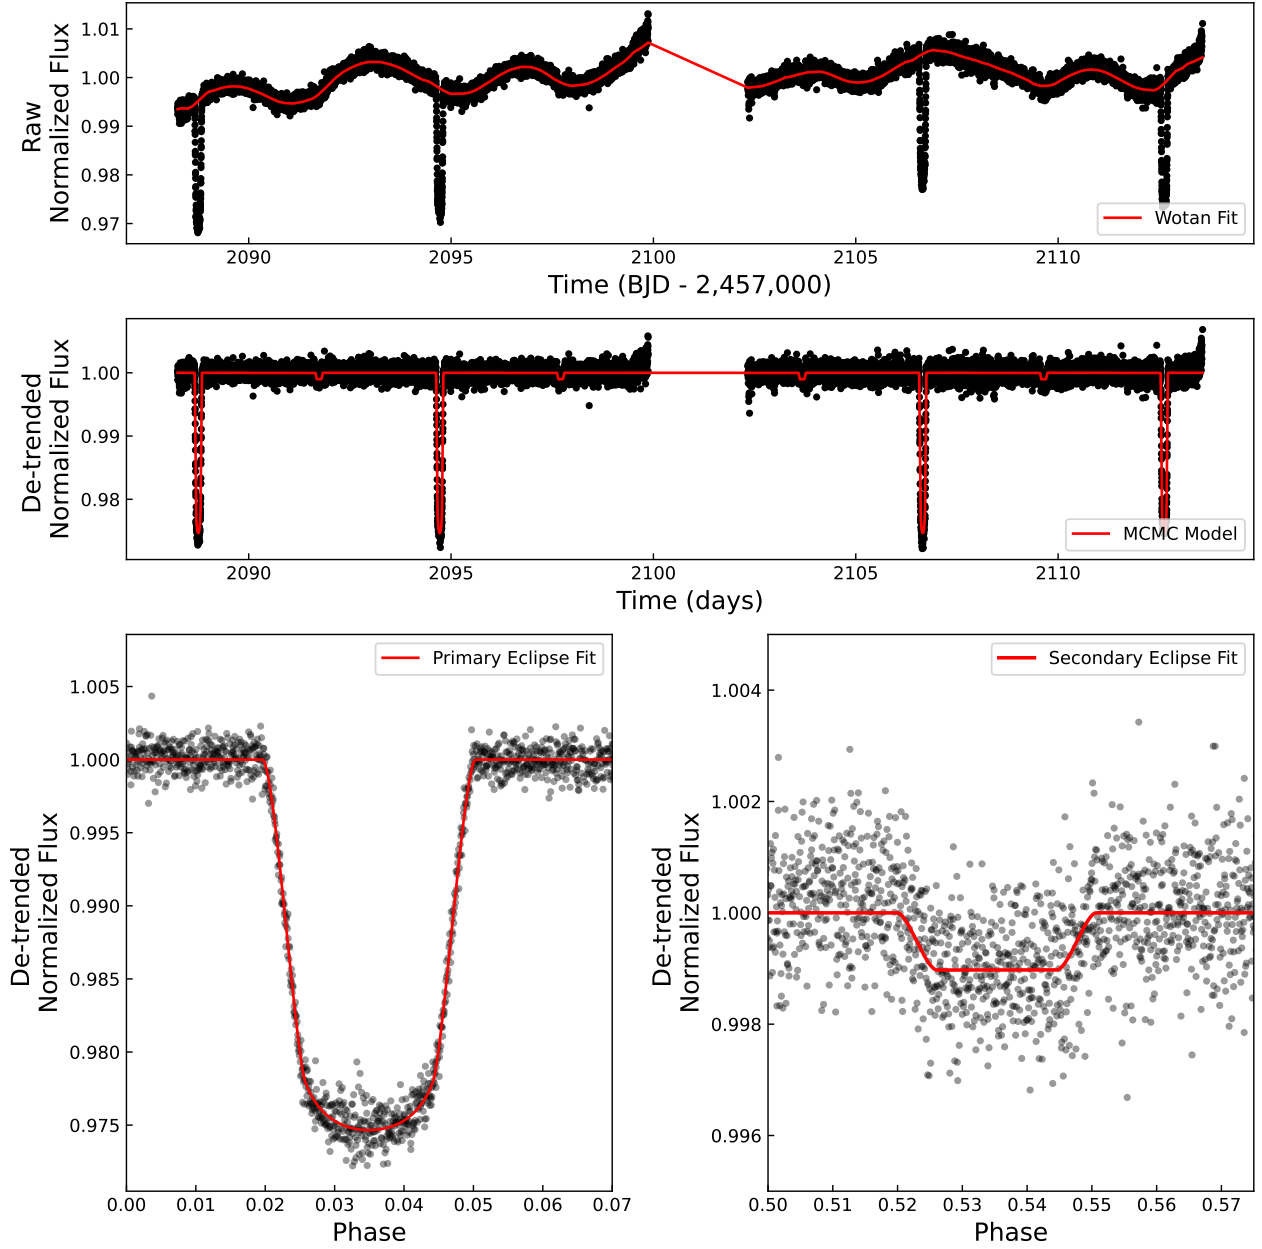 Raw
Normalized Flux
1.01
1.00
0.99
0.98
0.97
Wotan Fit
2090
2095
2100
2105
2110
Time (BJD - 2,457,000)
De-trended
Normalized Flux
1.00
0.99
0.98
MCMC Model
2090
2095
2100
2105
2110
Time (days)
De-trended
Normalized Flux
1.005
1.000
0.995
0.990
0.985
0.980
0.975
Primary Eclipse Fit
0.00
0.01
0.02
0.03
0.04
0.05
0.06
0.07
Phase
De-trended
Normalized Flux
1.004
1.002
1.000
0.998
0.996
Secondary Eclipse Fit
0.50
0.51
0.52
0.53
0.54
0.55
0.56
0.57
Phase